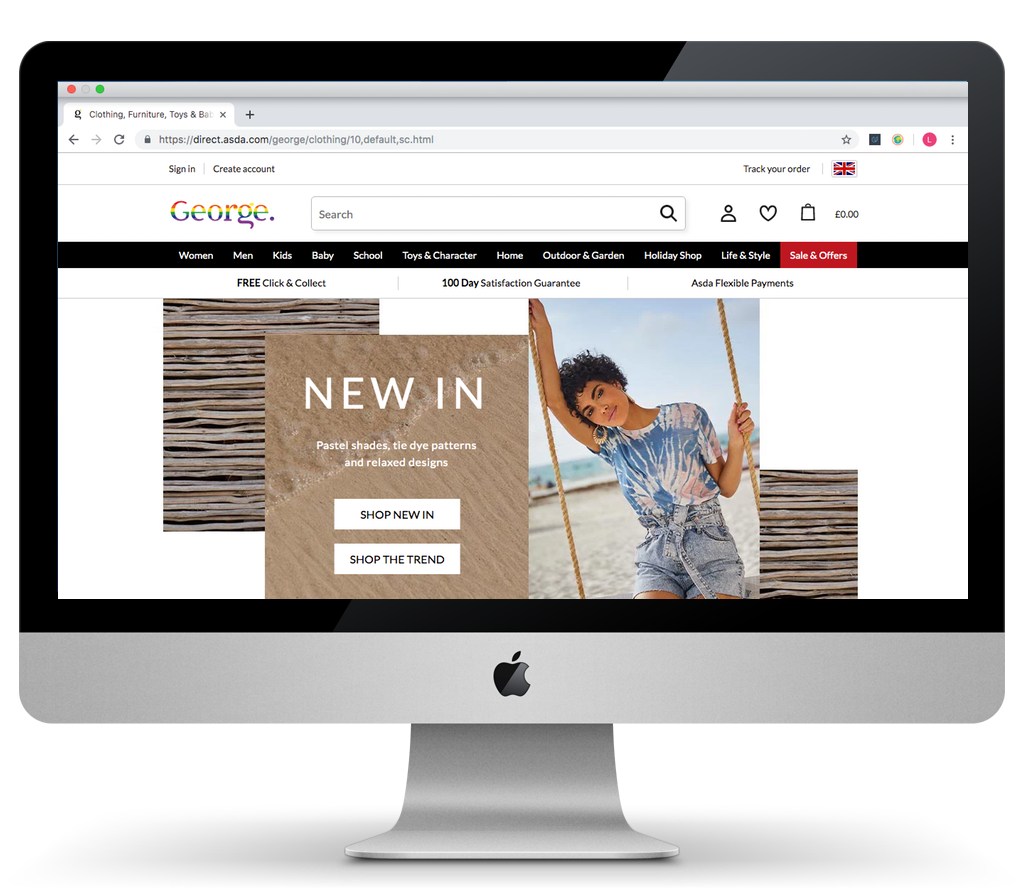 Clothing, Furniture, Toys & Bab
https://direct.asda.com/george/clothing/10,default,sc.html
L
Sign in
Create account
Track your order
George.
Search
£0.00
Women Men Kids Baby School Toys & Character Home Outdoor & Garden Holiday Shop Life & Style Sale & Offers
FREE Click & Collect
100 Day Satisfaction Guarantee
Asda Flexible Payments
NEW IN
Pastel shades, tie dye patterns
and relaxed designs
SHOP NEW IN
SHOP THE TREND